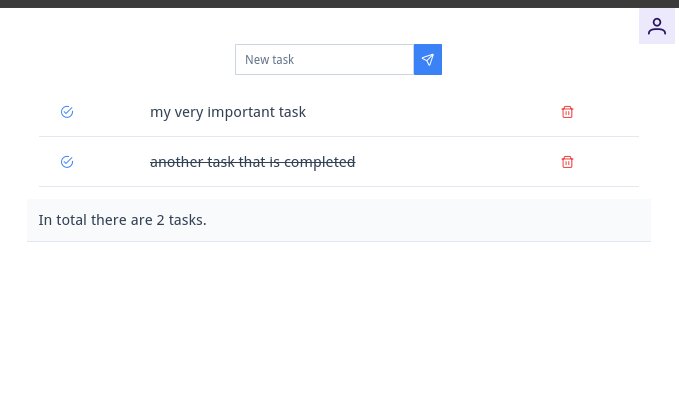 New task
my very important task
another task that is completed
In total there are 2 tasks.